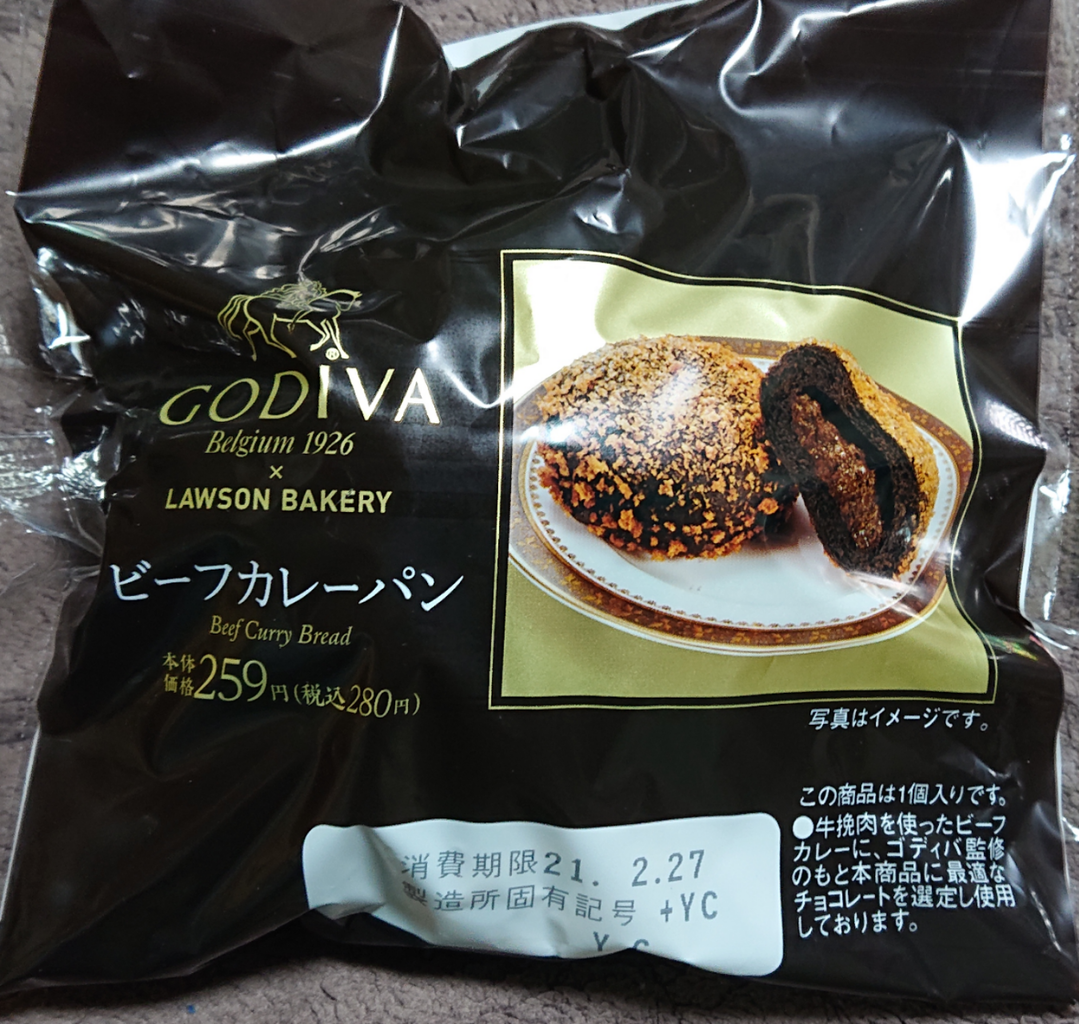 GODIVA
Belgium 1926
×
LAWSON BAKERY
ビーフカレーパン
Beef Curry Bread
本体価格259円(税込280円)
写真はイメージです。
この商品は1個入りです。
●牛挽肉を使ったビーフ
カレーに、ゴディバ監修
のもと本商品に最適な
チョコレートを選定し使用
しております。
消費期限21. 2.27
製造所固有記号 +YC